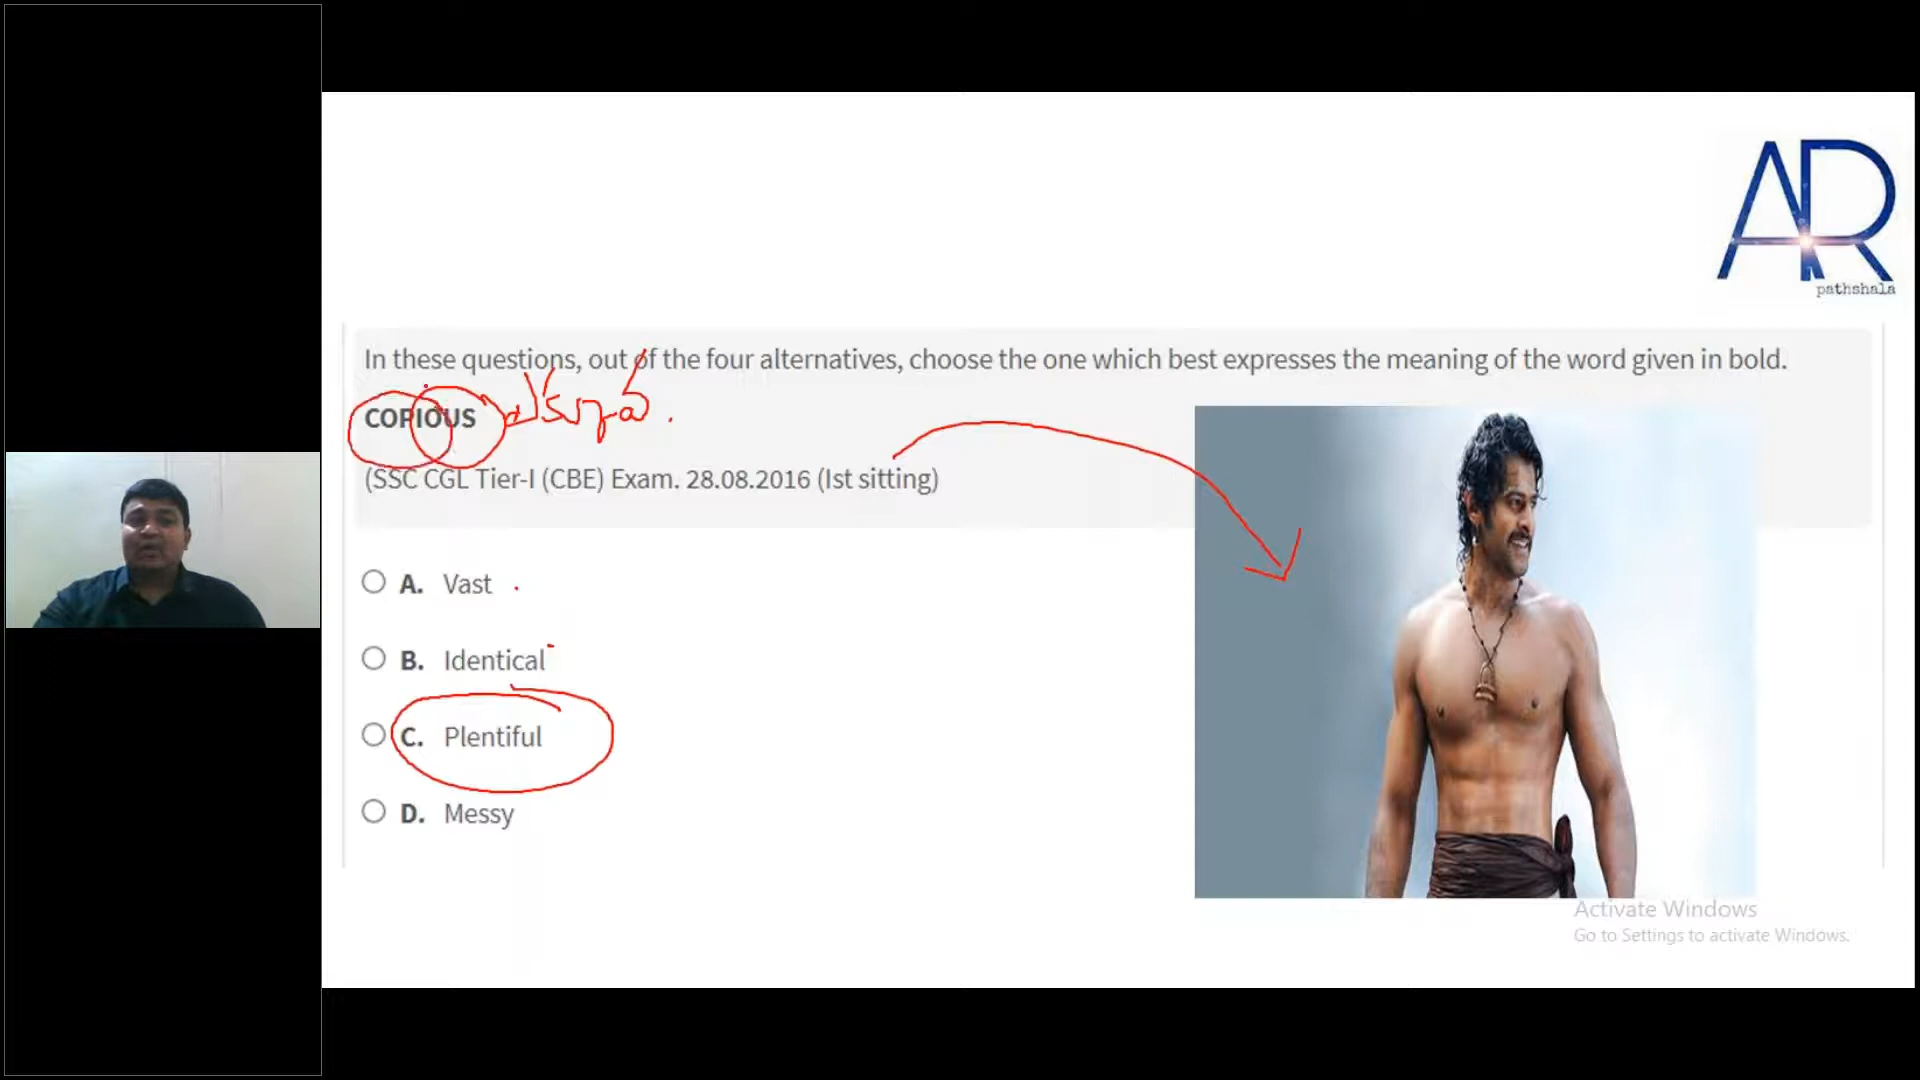 AR
pathshala
In these questions, out of the four alternatives, choose the one which best expresses the meaning of the word given in bold.
COPIOUS
(SSC CGL Tier-I (CBE) Exam. 28.08.2016 (Ist sitting)
A. Vast
B. Identical
C. Plentiful
D. Messy
Activate Windows
Go to Settings to activate Windows.